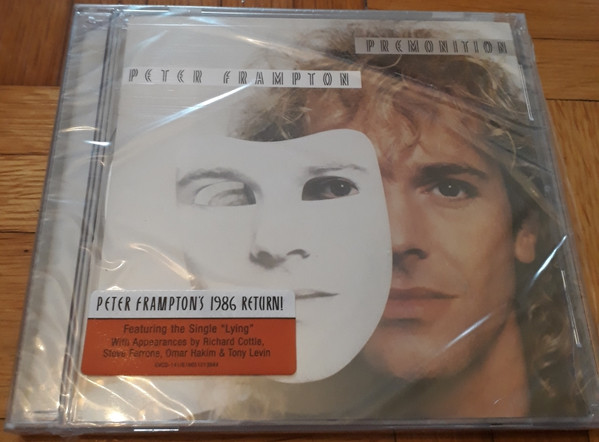 PREMONITION
PETER FRAMPTON
PETER FRAMPTON'S 1986 RETURN!
Featuring the Single "Lying"
With Appearances by Richard Cottle,
Steve Ferrone, Omar Hakim & Tony Levin